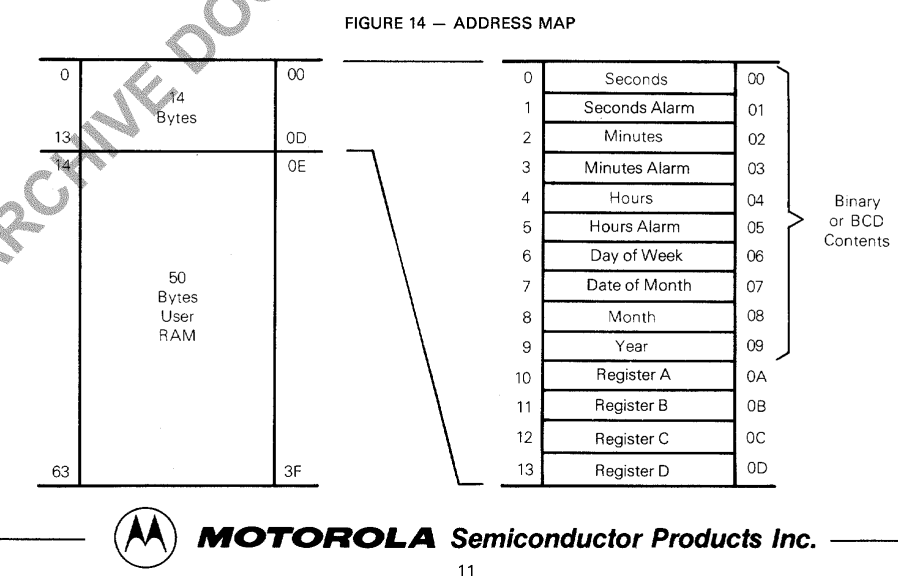 FIGURE 14 — ADDRESS MAP
ARCHIVE DOC
0 00
14
Bytes
13 0D
14 0E
50
Bytes
User
RAM
63 3F
0 Seconds 00
1 Seconds Alarm 01
2 Minutes 02
3 Minutes Alarm 03
4 Hours 04
5 Hours Alarm 05
6 Day of Week 06
7 Date of Month 07
8 Month 08
9 Year 09
10 Register A 0A
11 Register B 0B
12 Register C 0C
13 Register D 0D
Binary
or BCD
Contents
MOTOROLA Semiconductor Products Inc.
11